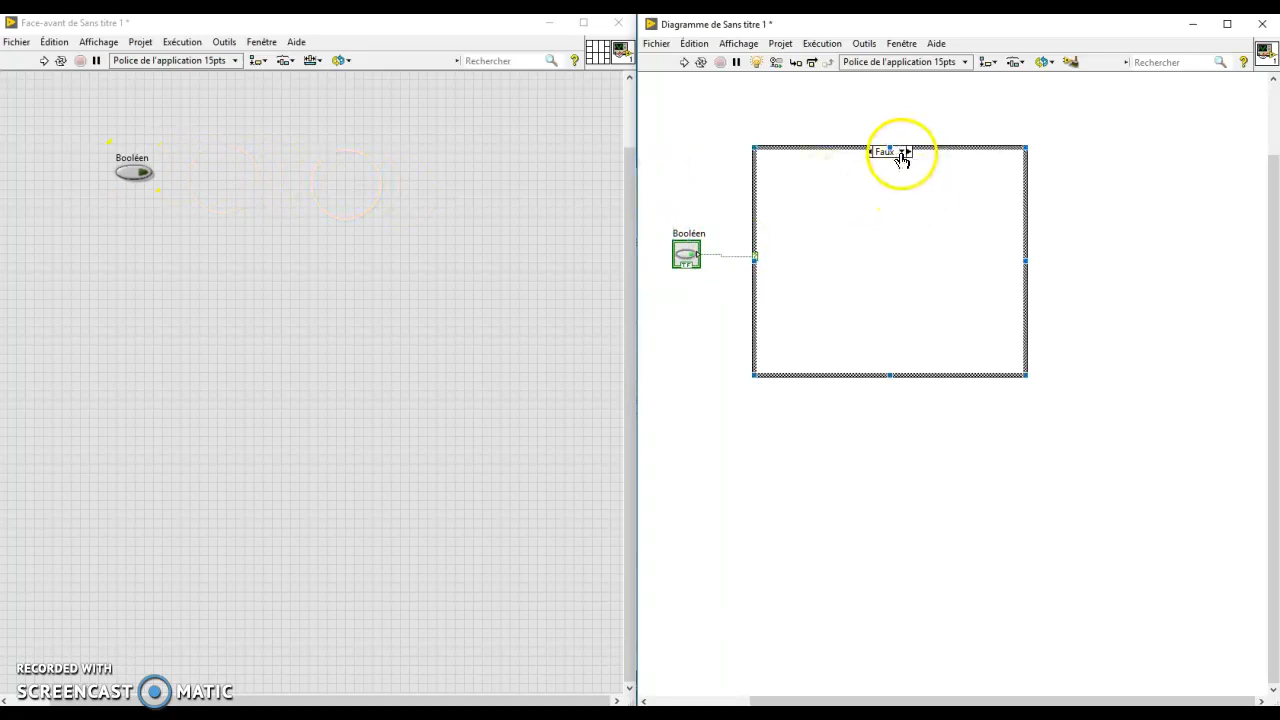 Face-avant de Sans titre 1 *
Fichier Édition Affichage Projet Exécution Outils Fenêtre Aide
Police de l'application 15pts
Rechercher
?
1
Booléen
Diagramme de Sans titre 1 *
Fichier Édition Affichage Projet Exécution Outils Fenêtre Aide
Police de l'application 15pts
Rechercher
?
1
Faux
Booléen
TF
RECORDED WITH
SCREENCAST MATIC